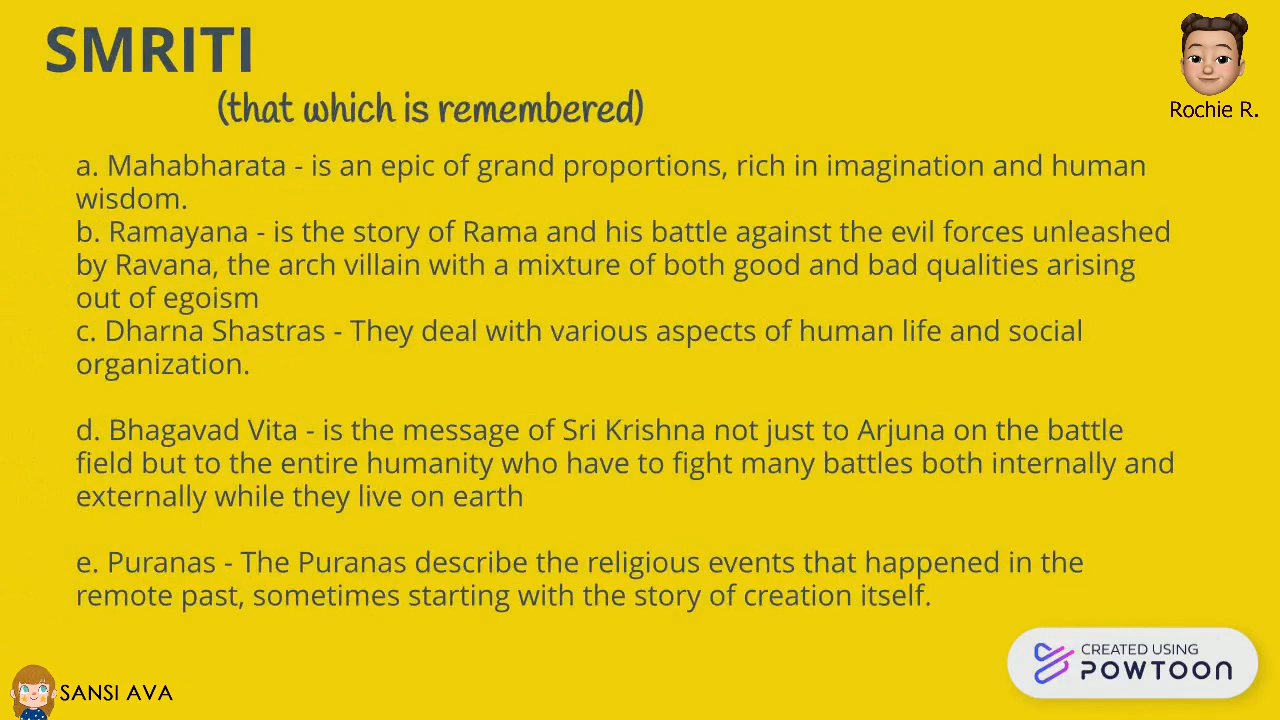 SMRITI
(that which is remembered)
Rochie R.
a. Mahabharata - is an epic of grand proportions, rich in imagination and human
wisdom.
b. Ramayana - is the story of Rama and his battle against the evil forces unleashed
by Ravana, the arch villain with a mixture of both good and bad qualities arising
out of egoism
c. Dharna Shastras - They deal with various aspects of human life and social
organization.
d. Bhagavad Vita - is the message of Sri Krishna not just to Arjuna on the battle
field but to the entire humanity who have to fight many battles both internally and
externally while they live on earth
e. Puranas - The Puranas describe the religious events that happened in the
remote past, sometimes starting with the story of creation itself.
CREATED USING
POWTOON
SANSI AVA